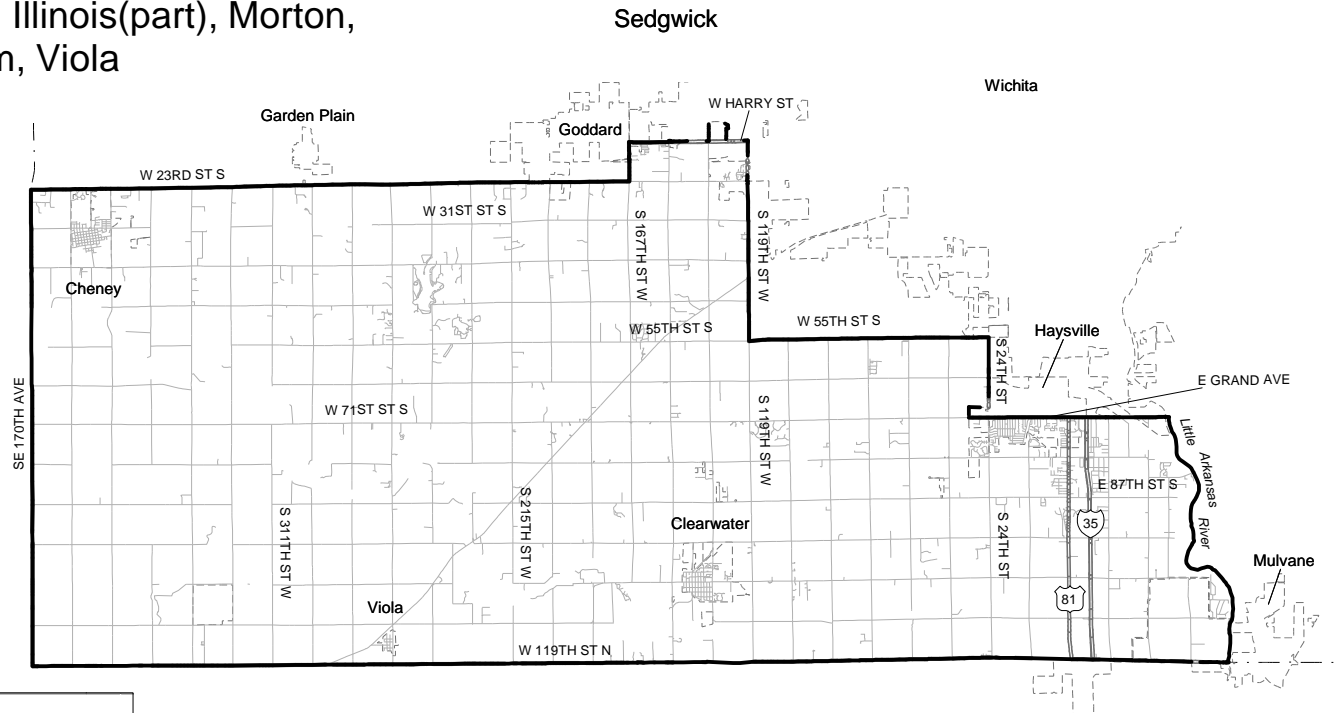 Illinois(part), Morton,
Viola
Sedgwick
Wichita
W HARRY ST
Garden Plain
Goddard
W 23RD ST S
W 31ST ST S
S 167TH ST W
S 119TH ST W
Cheney
W 55TH ST S
W 55TH ST S
Haysville
S 24TH ST
E GRAND AVE
SE 170TH AVE
W 71ST ST S
S 119TH ST W
Little Arkansas River
E 87TH ST S
S 311TH ST W
S 215TH ST W
Clearwater
S 24TH ST
35
Mulvane
81
Viola
W 119TH ST N